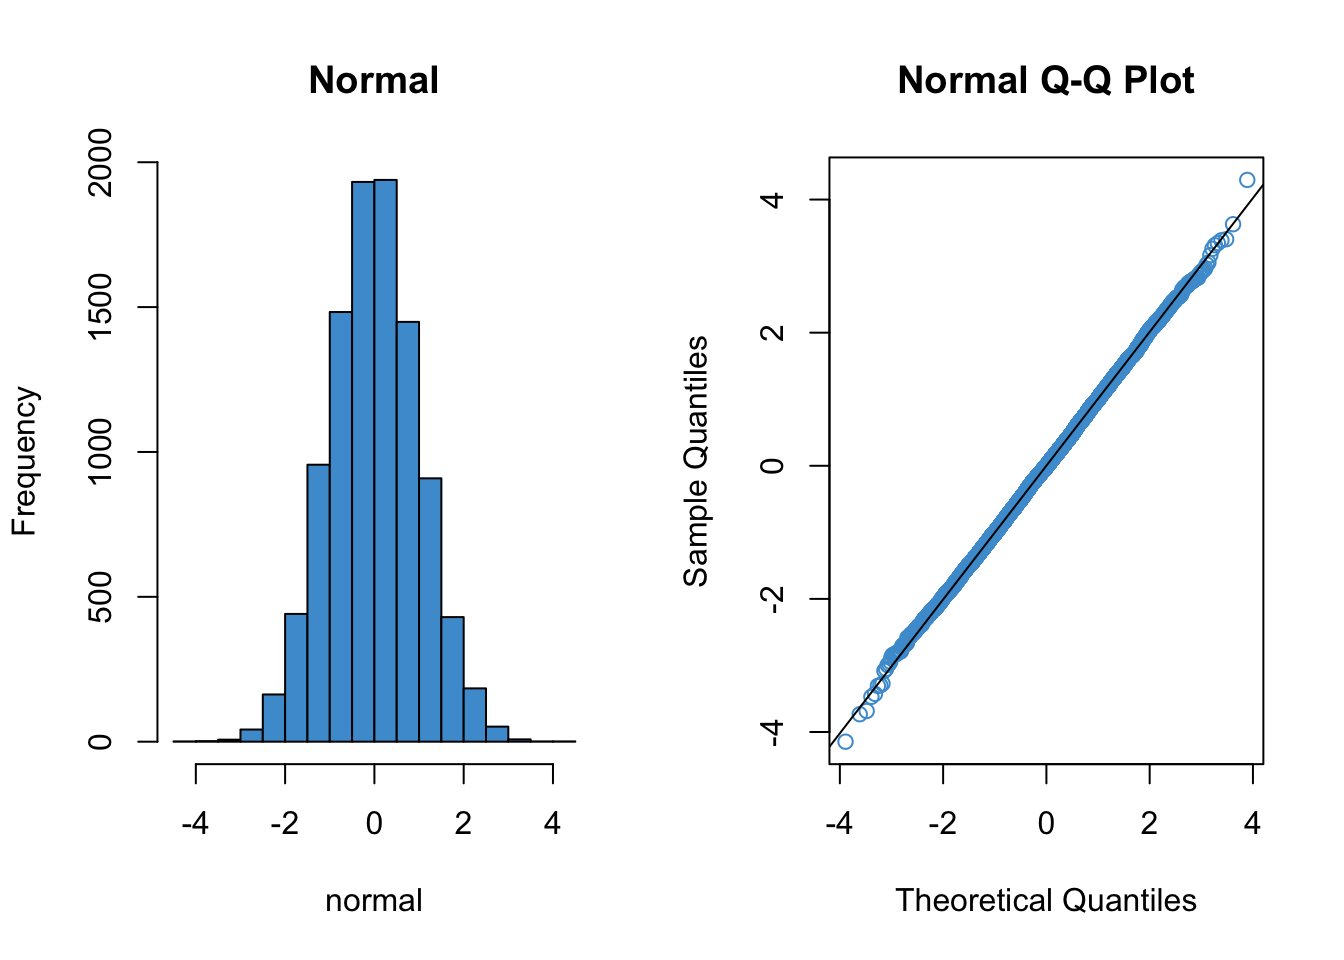 Normal
Frequency
2000
1500
1000
500
0
-4 -2 0 2 4
normal
Normal Q-Q Plot
Sample Quantiles
4
2
0
-2
-4
-4 -2 0 2 4
Theoretical Quantiles